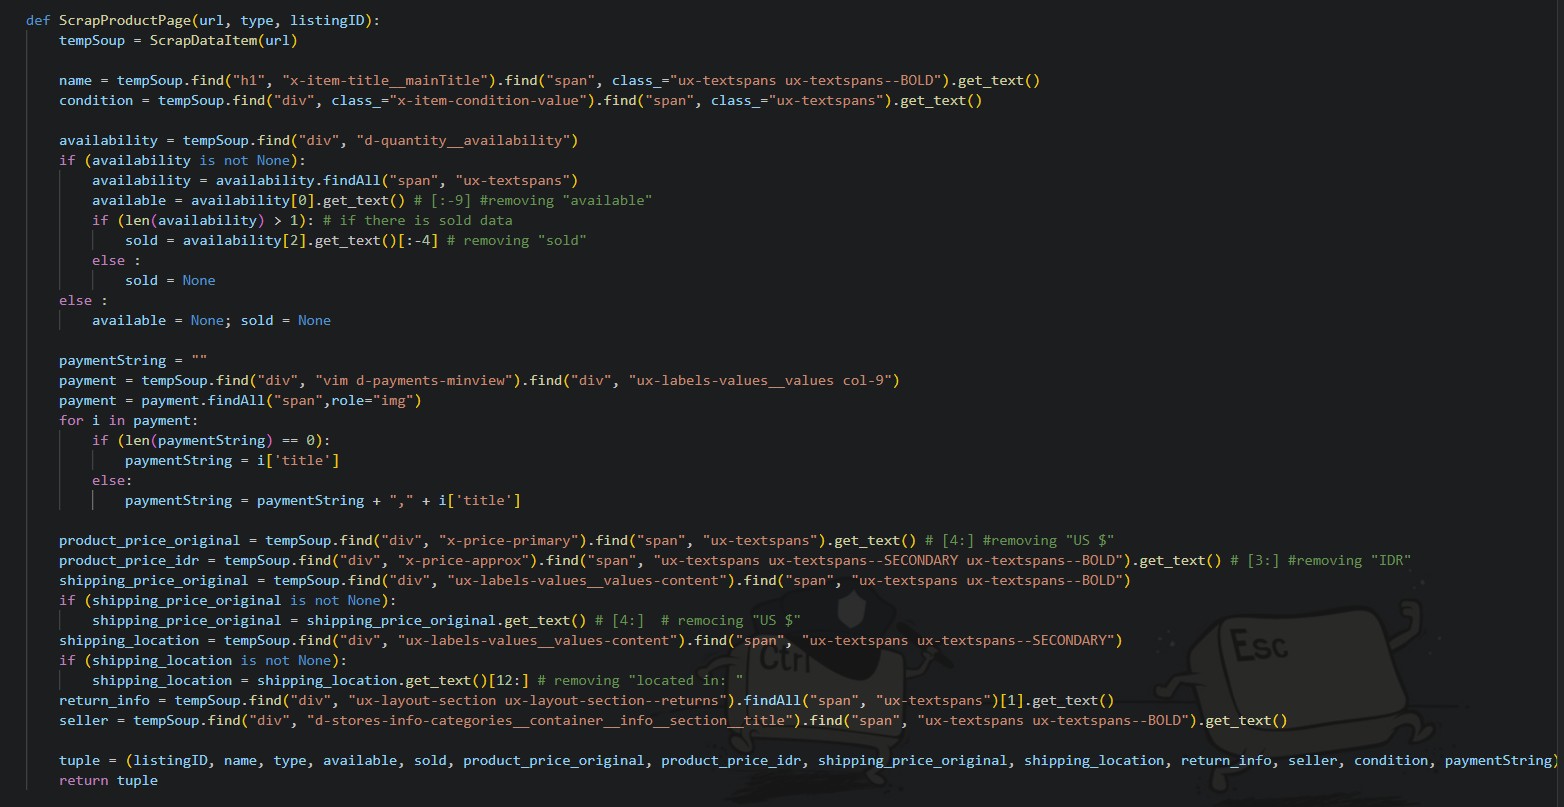 def ScrapProductPage(url, type, listingID):
    tempSoup = ScrapDataItem(url)

    name = tempSoup.find("h1", "x-item-title__mainTitle").find("span", class_="ux-textspans ux-textspans--BOLD").get_text()
    condition = tempSoup.find("div", class_="x-item-condition-value").find("span", class_="ux-textspans").get_text()

    availability = tempSoup.find("div", "d-quantity__availability")
    if (availability is not None):
        availability = availability.findAll("span", "ux-textspans")
        available = availability[0].get_text() # [:-9] #removing "available"
        if (len(availability) > 1): # if there is sold data
            sold = availability[2].get_text()[:-4] # removing "sold"
        else :
            sold = None
    else :
        available = None; sold = None

    paymentString = ""
    payment = tempSoup.find("div", "vim d-payments-minview").find("div", "ux-labels-values__values col-9")
    payment = payment.findAll("span",role="img")
    for i in payment:
        if (len(paymentString) == 0):
            paymentString = i['title']
        else:
            paymentString = paymentString + "," + i['title']

    product_price_original = tempSoup.find("div", "x-price-primary").find("span", "ux-textspans").get_text() # [4:] #removing "US $"
    product_price_idr = tempSoup.find("div", "x-price-approx").find("span", "ux-textspans ux-textspans--SECONDARY ux-textspans--BOLD").get_text() # [3:] #removing "IDR"
    shipping_price_original = tempSoup.find("div", "ux-labels-values__values-content").find("span", "ux-textspans ux-textspans--BOLD")
    if (shipping_price_original is not None):
        shipping_price_original = shipping_price_original.get_text() # [4:]  # remocing "US $"
    shipping_location = tempSoup.find("div", "ux-labels-values__values-content").find("span", "ux-textspans ux-textspans--SECONDARY")
    if (shipping_location is not None):
        shipping_location = shipping_location.get_text()[12:] # removing "located in: "
    return_info = tempSoup.find("div", "ux-layout-section ux-layout-section--returns").findAll("span", "ux-textspans")[1].get_text()
    seller = tempSoup.find("div", "d-stores-info-categories__container__info__section__title").find("span", "ux-textspans ux-textspans--BOLD").get_text()

    tuple = (listingID, name, type, available, sold, product_price_original, product_price_idr, shipping_price_original, shipping_location, return_info, seller, condition, paymentString)
    return tuple
Ctrl
Esc